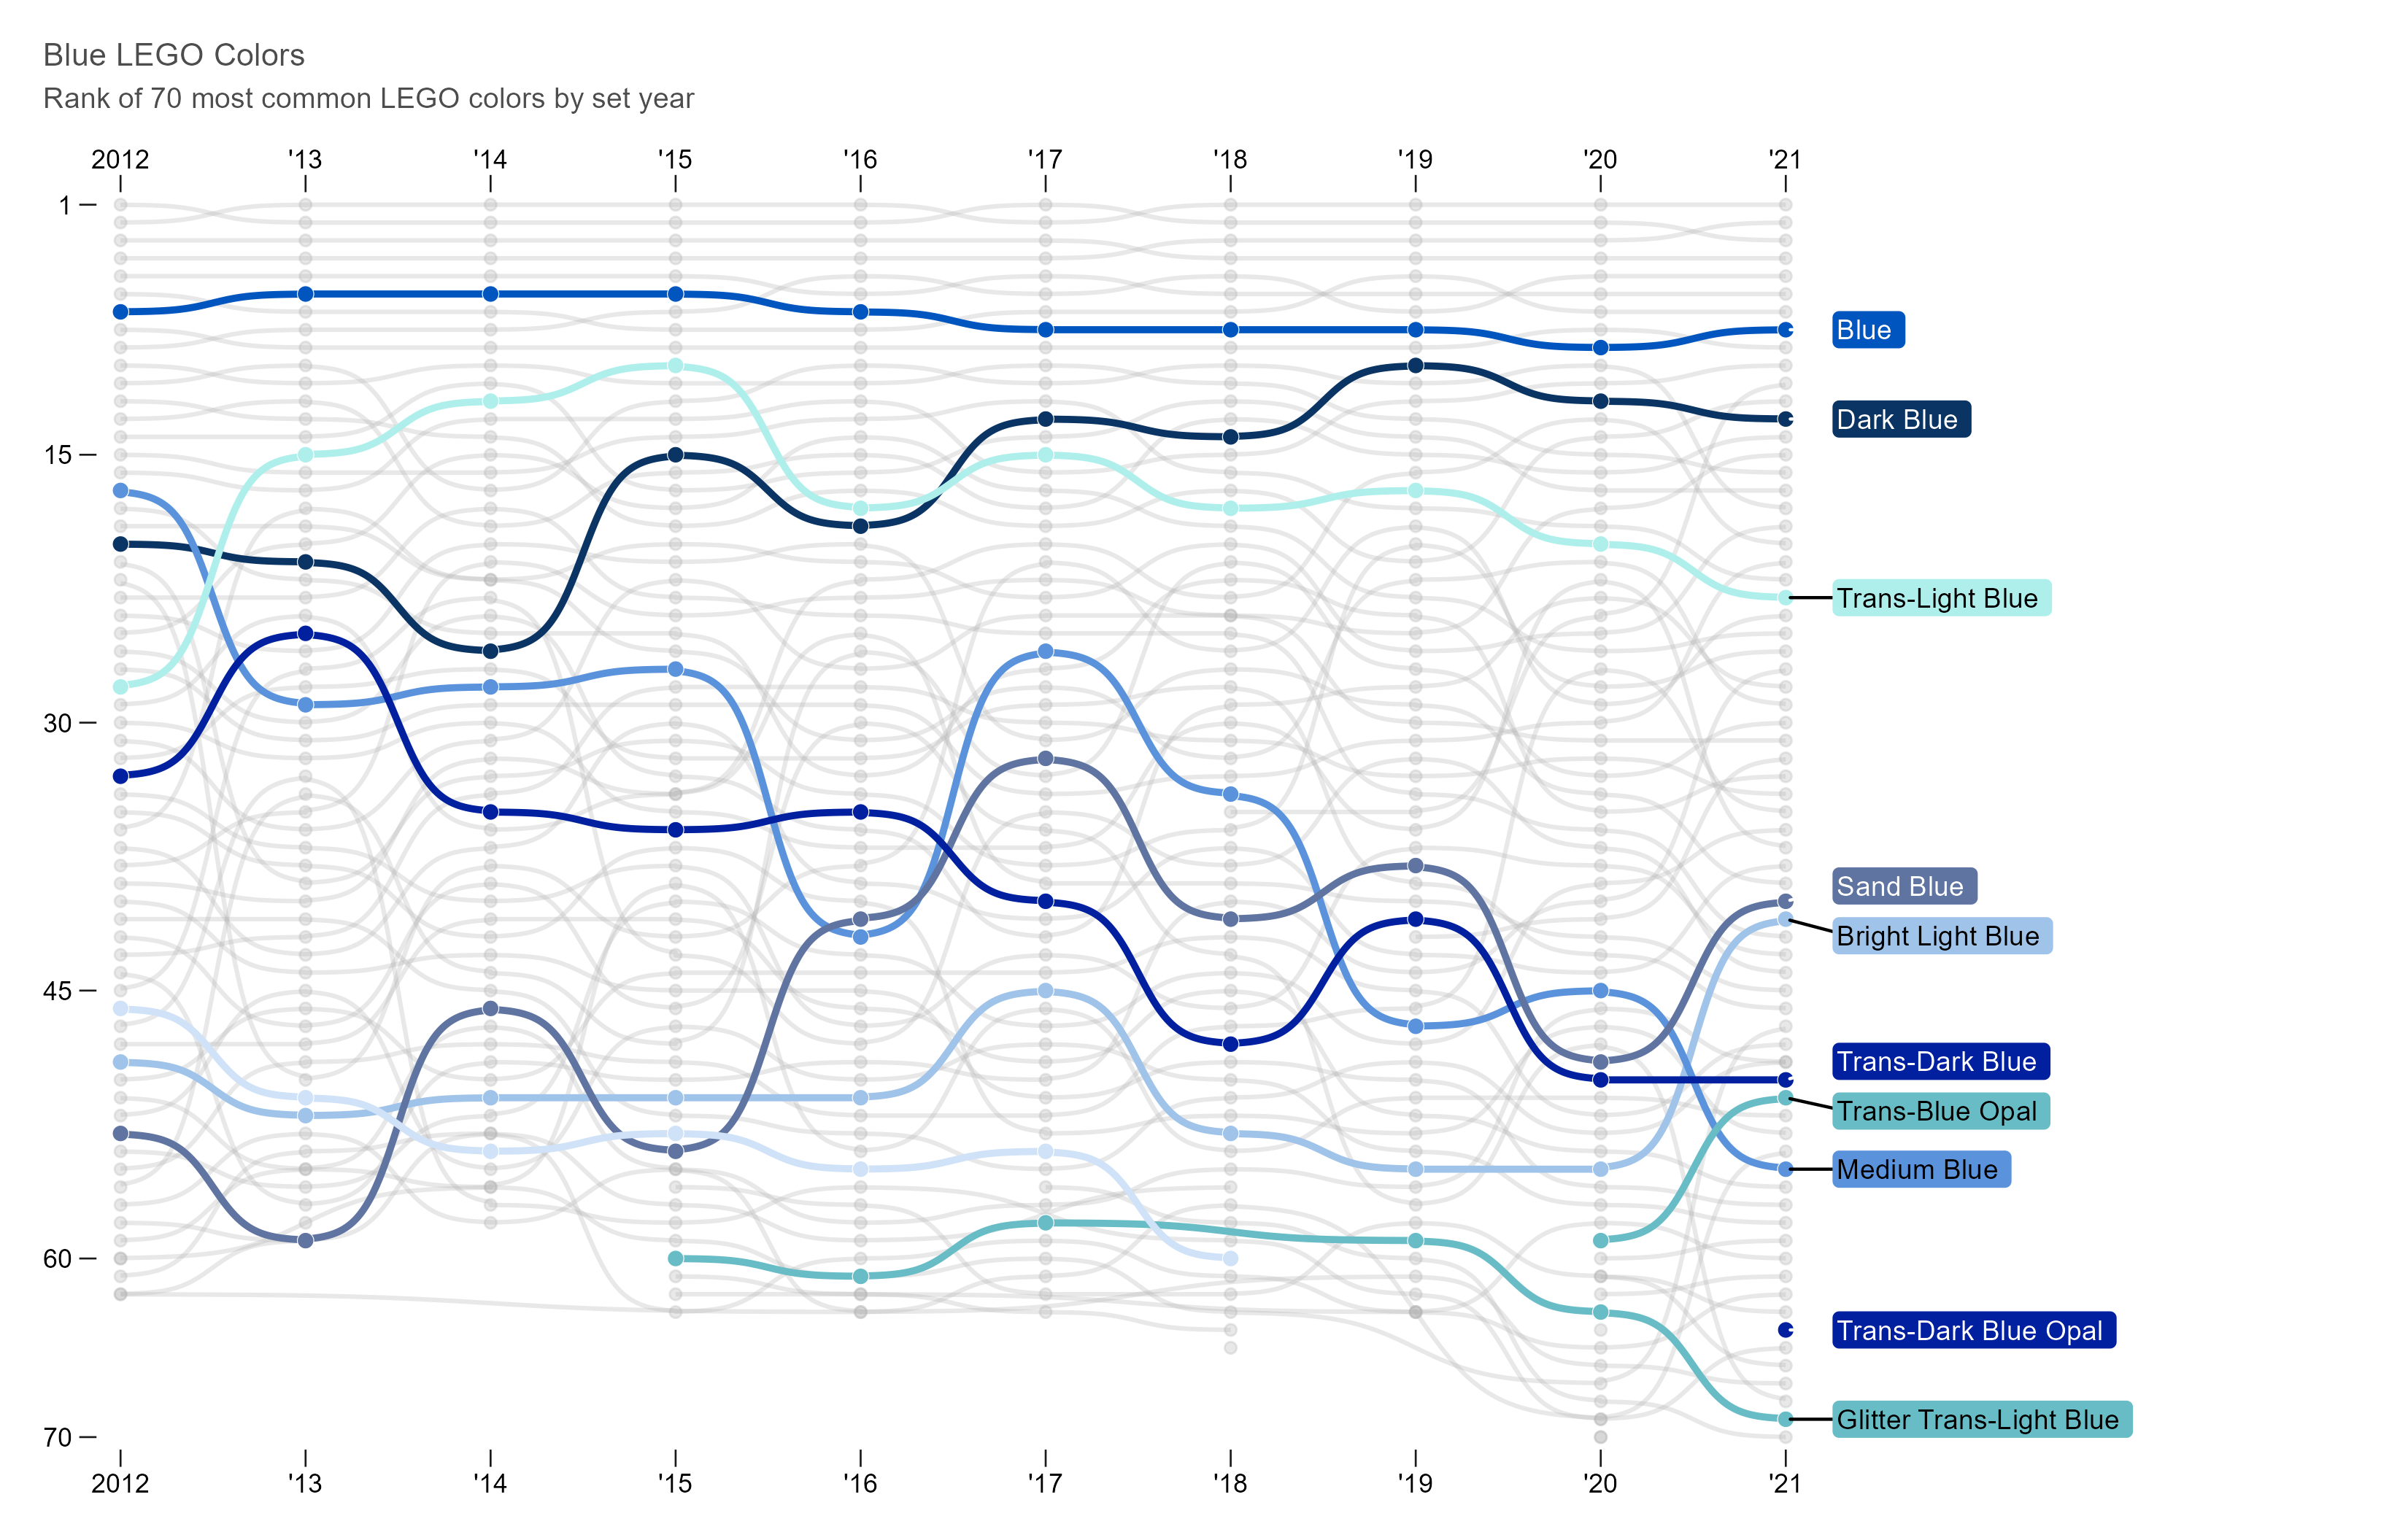 Blue LEGO Colors
Rank of 70 most common LEGO colors by set year
2012 '13 '14 '15 '16 '17 '18 '19 '20 '21
1
Blue
Dark Blue
15
Trans-Light Blue
30
Sand Blue
Bright Light Blue
45
Trans-Dark Blue
Trans-Blue Opal
Medium Blue
60
Trans-Dark Blue Opal
Glitter Trans-Light Blue
70
2012 '13 '14 '15 '16 '17 '18 '19 '20 '21